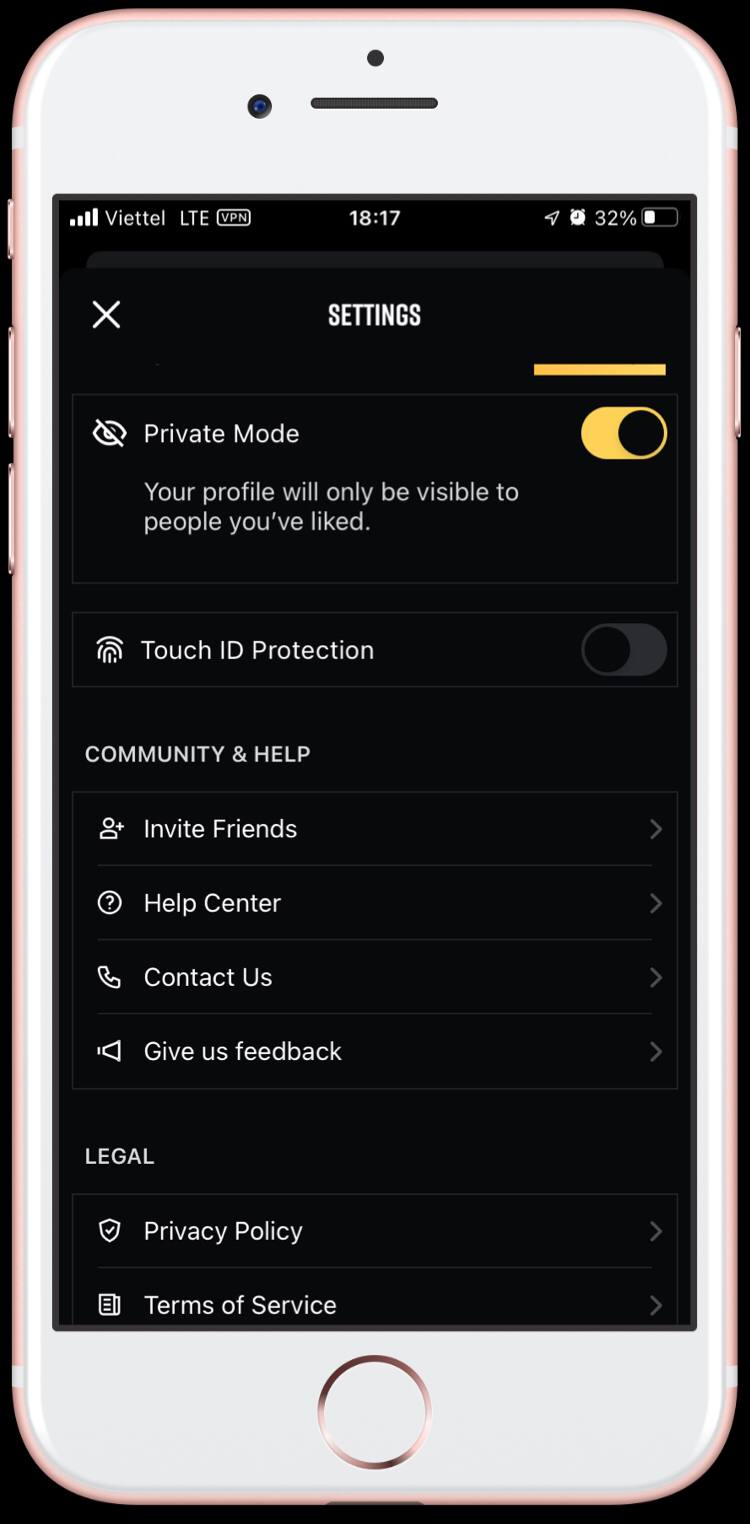 Viettel LTE VPN 18:17 32%
SETTINGS
Private Mode
Your profile will only be visible to
people you’ve liked.
Touch ID Protection
COMMUNITY & HELP
Invite Friends
Help Center
Contact Us
Give us feedback
LEGAL
Privacy Policy
Terms of Service